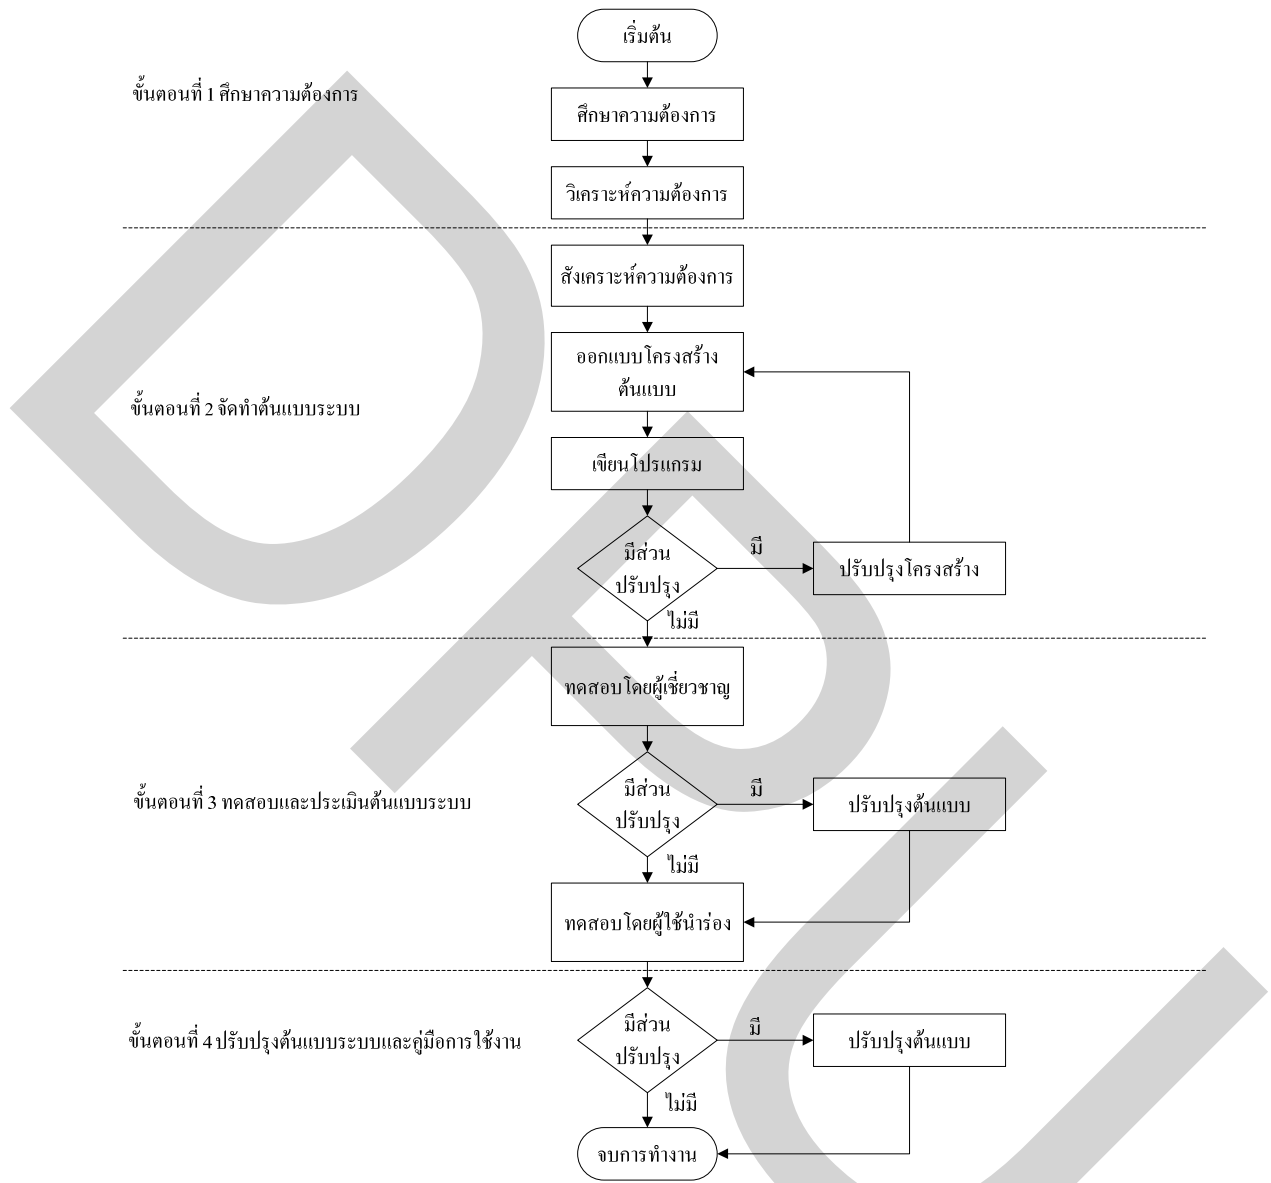 เริ่มต้น
ขั้นตอนที่ 1 ศึกษาความต้องการ
ศึกษาความต้องการ
วิเคราะห์ความต้องการ
สังเคราะห์ความต้องการ
ออกแบบโครงสร้าง
ต้นแบบ
ขั้นตอนที่ 2 จัดทำต้นแบบระบบ
เขียนโปรแกรม
มีส่วน
ปรับปรุง
มี
ปรับปรุงโครงสร้าง
ไม่มี
ทดสอบโดยผู้เชี่ยวชาญ
ขั้นตอนที่ 3 ทดสอบและประเมินต้นแบบระบบ
มีส่วน
ปรับปรุง
มี
ปรับปรุงต้นแบบ
ไม่มี
ทดสอบโดยผู้ใช้นำร่อง
ขั้นตอนที่ 4 ปรับปรุงต้นแบบระบบและคู่มือการใช้งาน
มีส่วน
ปรับปรุง
มี
ปรับปรุงต้นแบบ
ไม่มี
จบการทำงาน
DPU